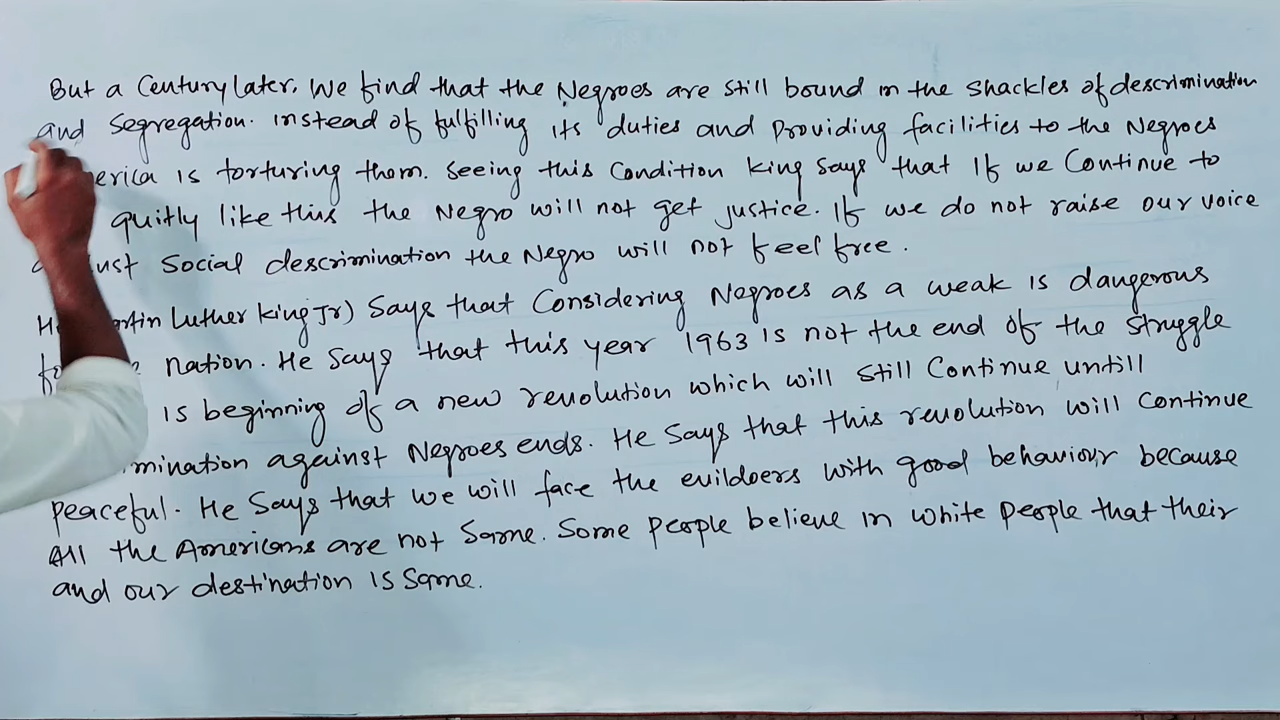 But a Century later. We find that the Negroes are still bound in the shackles of descrimination
and segregation. instead of fulfilling its duties and providing facilities to the Negroes
erica is torturing them. Seeing this Condition king says that If we Continue to
quitly like this the Negro will not get justice. If we do not raise our voice
ust Social descrimination the Negro will not feel free.
H artin Luther king Jr) Says that Considering Negroes as a weak is dangerous
nation. He says that this year 1963 is not the end of the struggle
is beginning of a new revolution which will still Continue untill
mination against Negroes ends. He says that this revolution will continue
peaceful. He says that we will face the evildoers with good behaviour because
All the Americans are not Same. Some people believe in white people that their
and our destination is same.